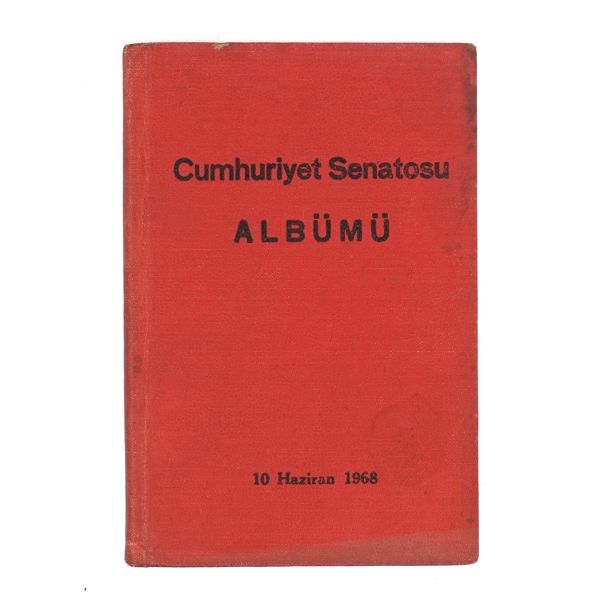 Cumhuriyet Senatosu
ALBÜMÜ
10 Haziran 1968